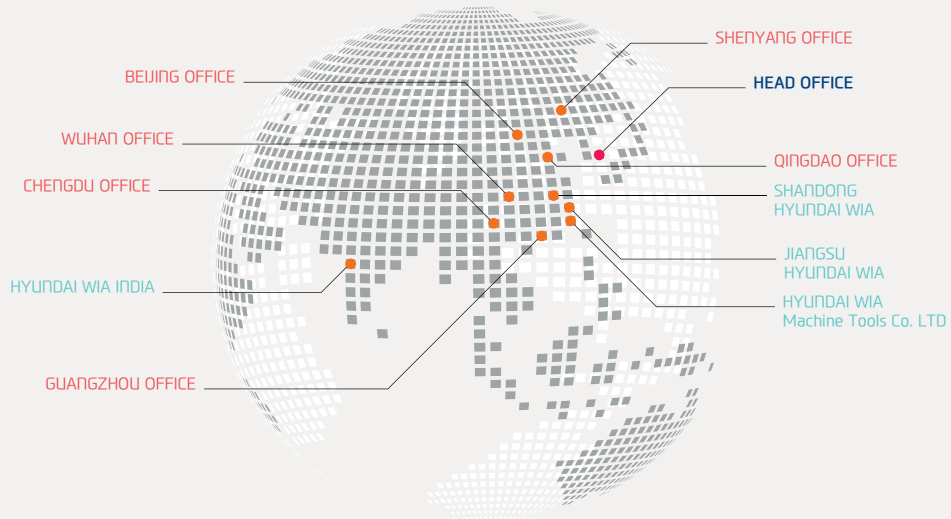 SHENYANG OFFICE
BEIJING OFFICE
HEAD OFFICE
WUHAN OFFICE
QINGDAO OFFICE
CHENGDU OFFICE
SHANDONG
HYUNDAI WIA
JIANGSU
HYUNDAI WIA
HYUNDAI WIA INDIA
HYUNDAI WIA
Machine Tools Co. LTD
GUANGZHOU OFFICE